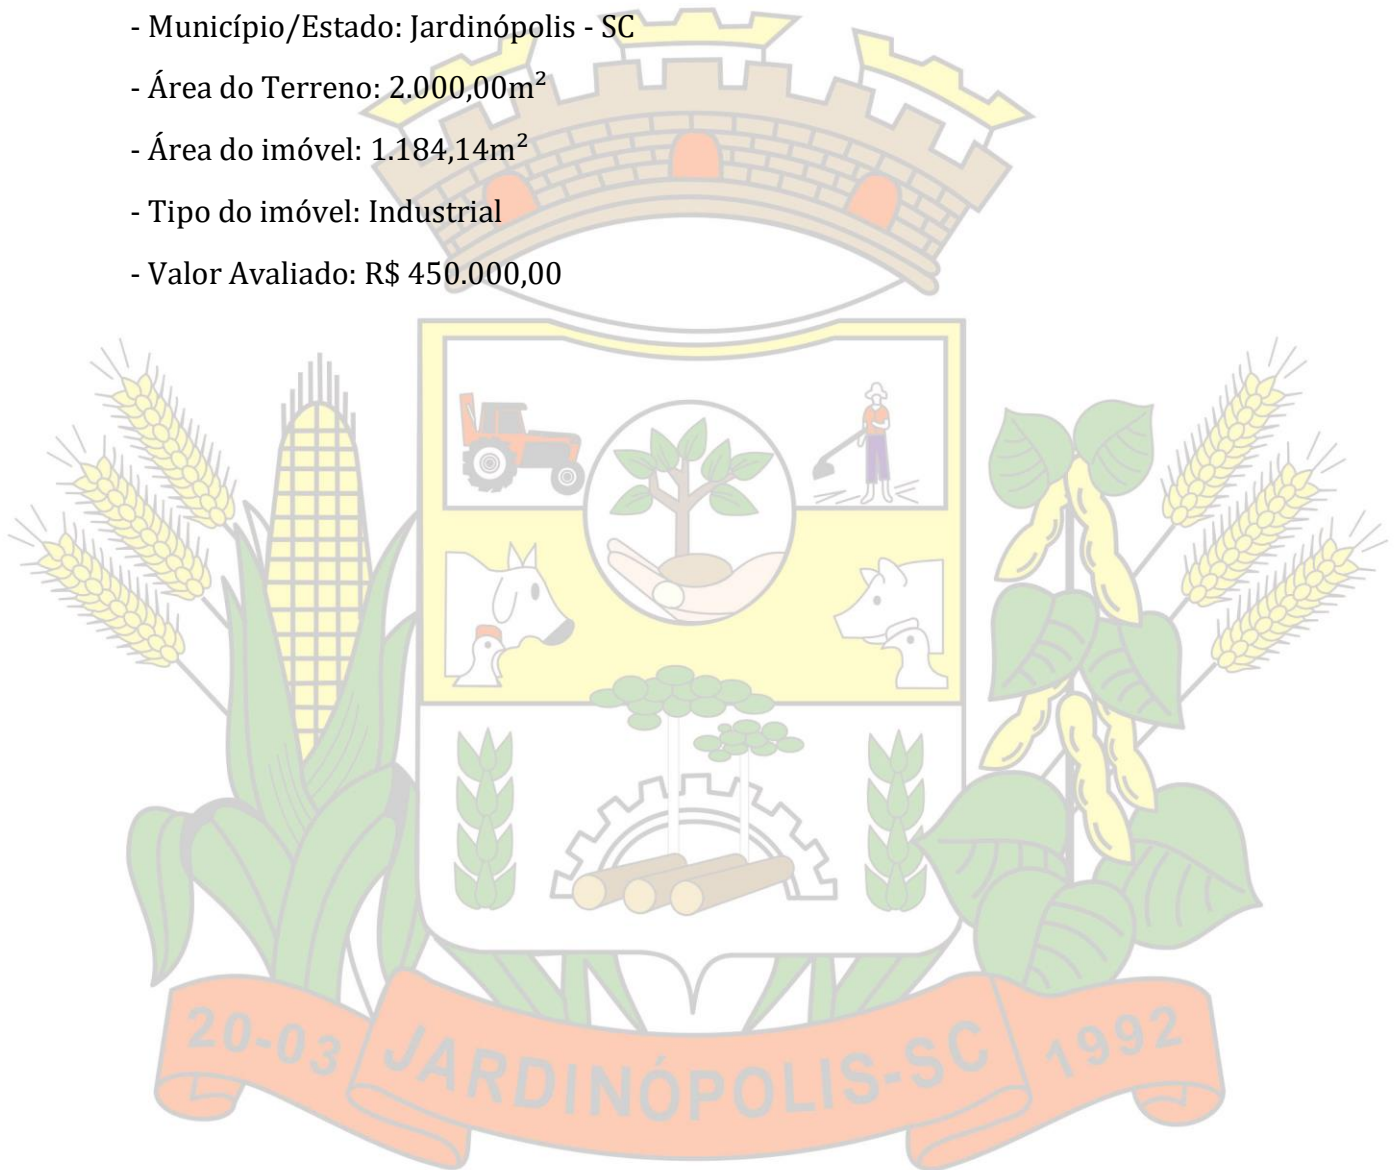 - Município/Estado: Jardinópolis - SC
- Área do Terreno: 2.000,00m²
- Área do imóvel: 1.184,14m²
- Tipo do imóvel: Industrial
- Valor Avaliado: R$ 450.000,00
20-03 JARDINÓPOLIS-SC 1992